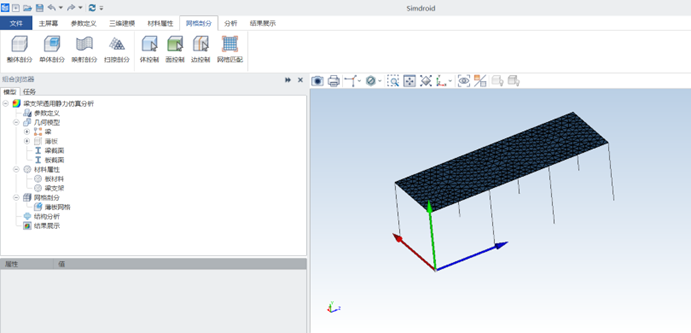 Simdroid
文件 主屏幕 参数定义 三维建模 材料属性 网格剖分 分析 结果展示
整体剖分 单体剖分 映射剖分 扫掠剖分 体控制 面控制 边控制 网格匹配
组合浏览器
模型 任务
梁支架通用静力仿真分析
参数定义
几何模型
梁
薄板
梁截面
板截面
材料属性
板材料
梁支架
网格剖分
薄板网格
结构分析
结果展示
属性 值